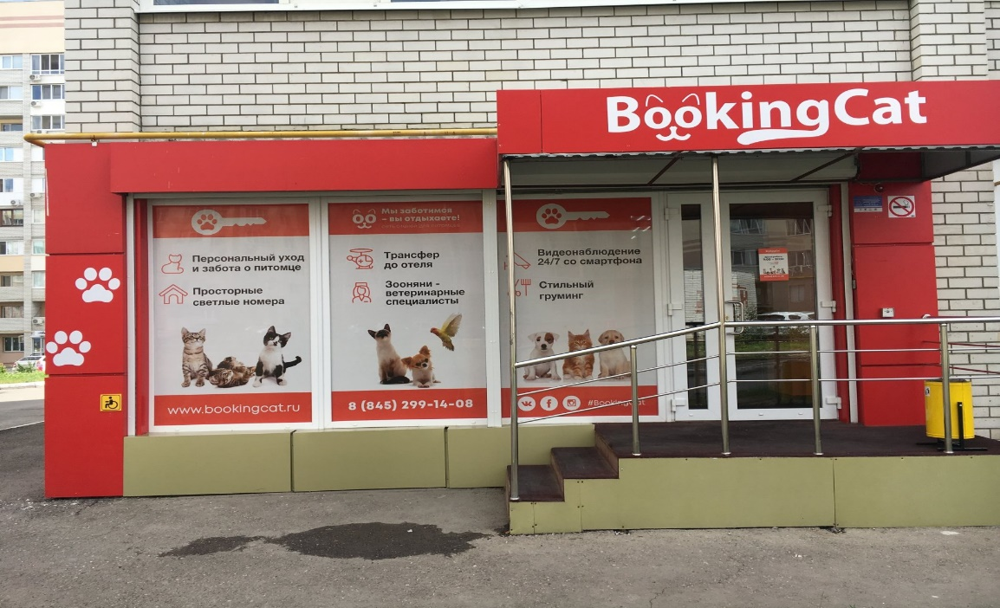 BookingCat
Персональный уход
и забота о питомце
Просторные
светлые номера
www.bookingcat.ru
Мы заботимся
- вы отдыхаете!
Трансфер
до отеля
Зооняни -
ветеринарные
специалисты
8 (845) 299-14-08
Видеонаблюдение
24/7 со смартфона
Стильный
груминг
#BookingCat